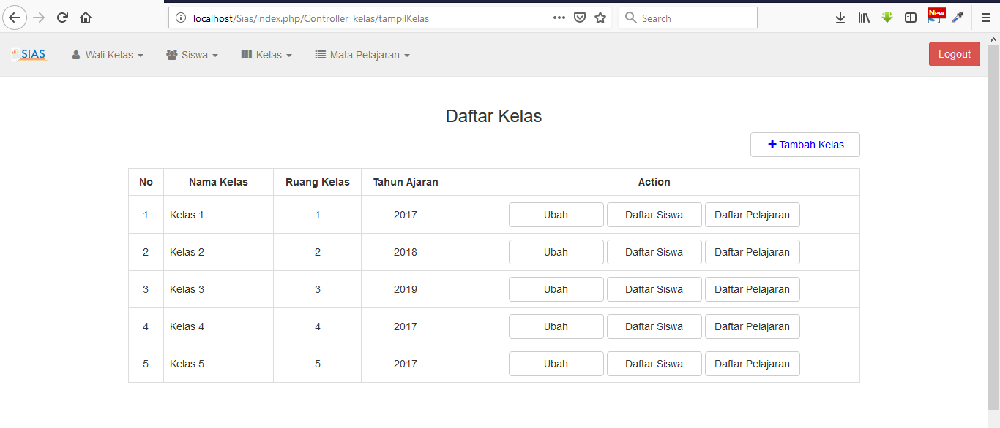 localhost/Sias/index.php/Controller_kelas/tampilKelas
Search
New
SIAS Wali Kelas Siswa Kelas Mata Pelajaran Logout
Daftar Kelas
Tambah Kelas
No Nama Kelas Ruang Kelas Tahun Ajaran Action
1 Kelas 1 1 2017 Ubah Daftar Siswa Daftar Pelajaran
2 Kelas 2 2 2018 Ubah Daftar Siswa Daftar Pelajaran
3 Kelas 3 3 2019 Ubah Daftar Siswa Daftar Pelajaran
4 Kelas 4 4 2017 Ubah Daftar Siswa Daftar Pelajaran
5 Kelas 5 5 2017 Ubah Daftar Siswa Daftar Pelajaran